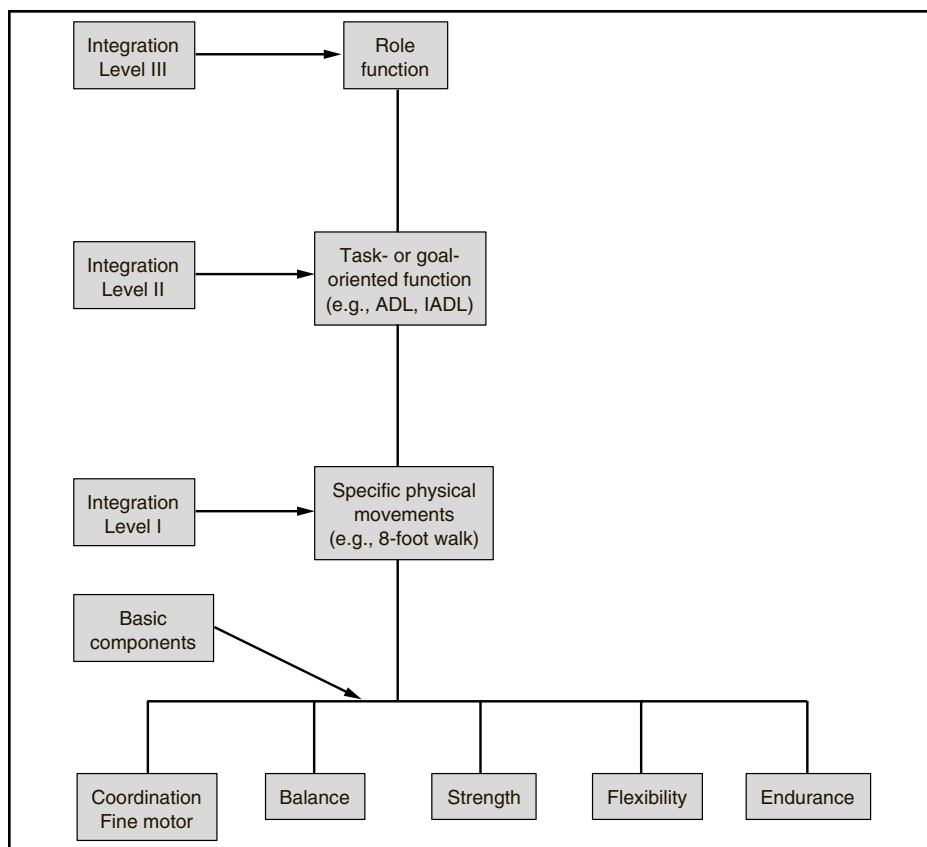 Integration
Level III
Role
function
Integration
Level II
Task- or goal-
oriented function
(e.g., ADL, IADL)
Integration
Level I
Specific physical
movements
(e.g., 8-foot walk)
Basic
components
Coordination
Fine motor
Balance
Strength
Flexibility
Endurance